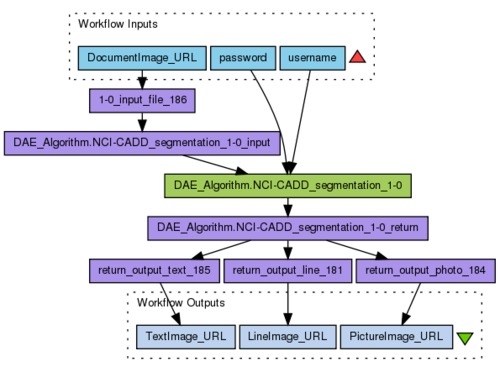 Workflow Inputs
DocumentImage_URL password username
1-0_input_file_186
DAE_Algorithm.NCI-CADD_segmentation_1-0_input
DAE_Algorithm.NCI-CADD_segmentation_1-0
DAE_Algorithm.NCI-CADD_segmentation_1-0_return
return_output_text_185 return_output_line_181 return_output_photo_184
Workflow Outputs
TextImage_URL LineImage_URL PictureImage_URL